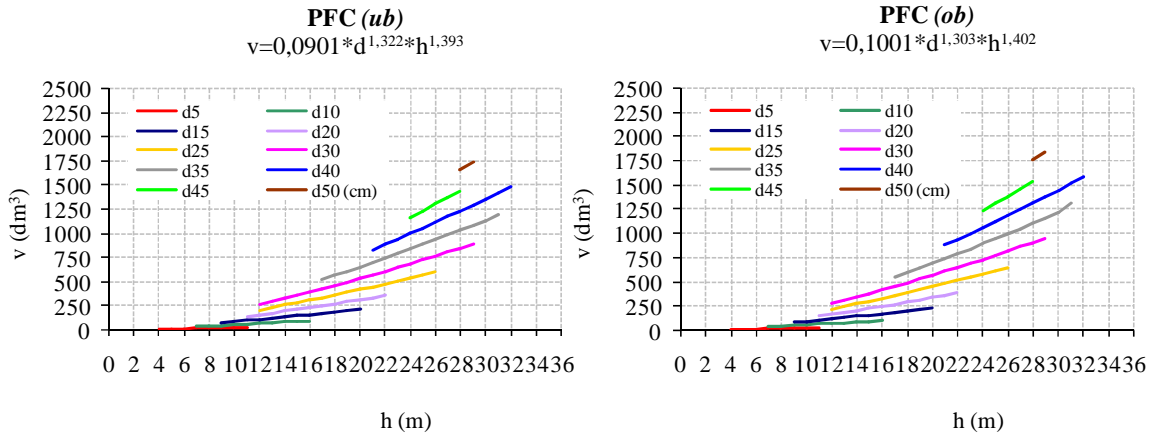 PFC (ub)
v=0,0901*d^1,322*h^1,393
2500
2250
2000
1750
1500
1250
1000
750
500
250
0
v (dm³)
d5 d10
d15 d20
d25 d30
d35 d40
d45 d50 (cm)
0 2 4 6 8 10 12 14 16 18 20 22 24 26 28 30 32 34 36
h (m)
PFC (ob)
v=0,1001*d^1,303*h^1,402
2500
2250
2000
1750
1500
1250
1000
750
500
250
0
v (dm³)
d5 d10
d15 d20
d25 d30
d35 d40
d45 d50 (cm)
0 2 4 6 8 10 12 14 16 18 20 22 24 26 28 30 32 34 36
h (m)